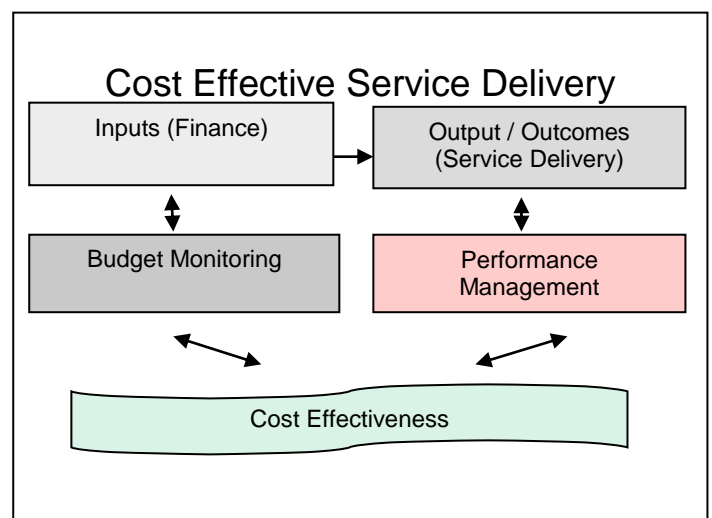 Cost Effective Service Delivery
Inputs (Finance)
Output / Outcomes
(Service Delivery)
Budget Monitoring
Performance
Management
Cost Effectiveness